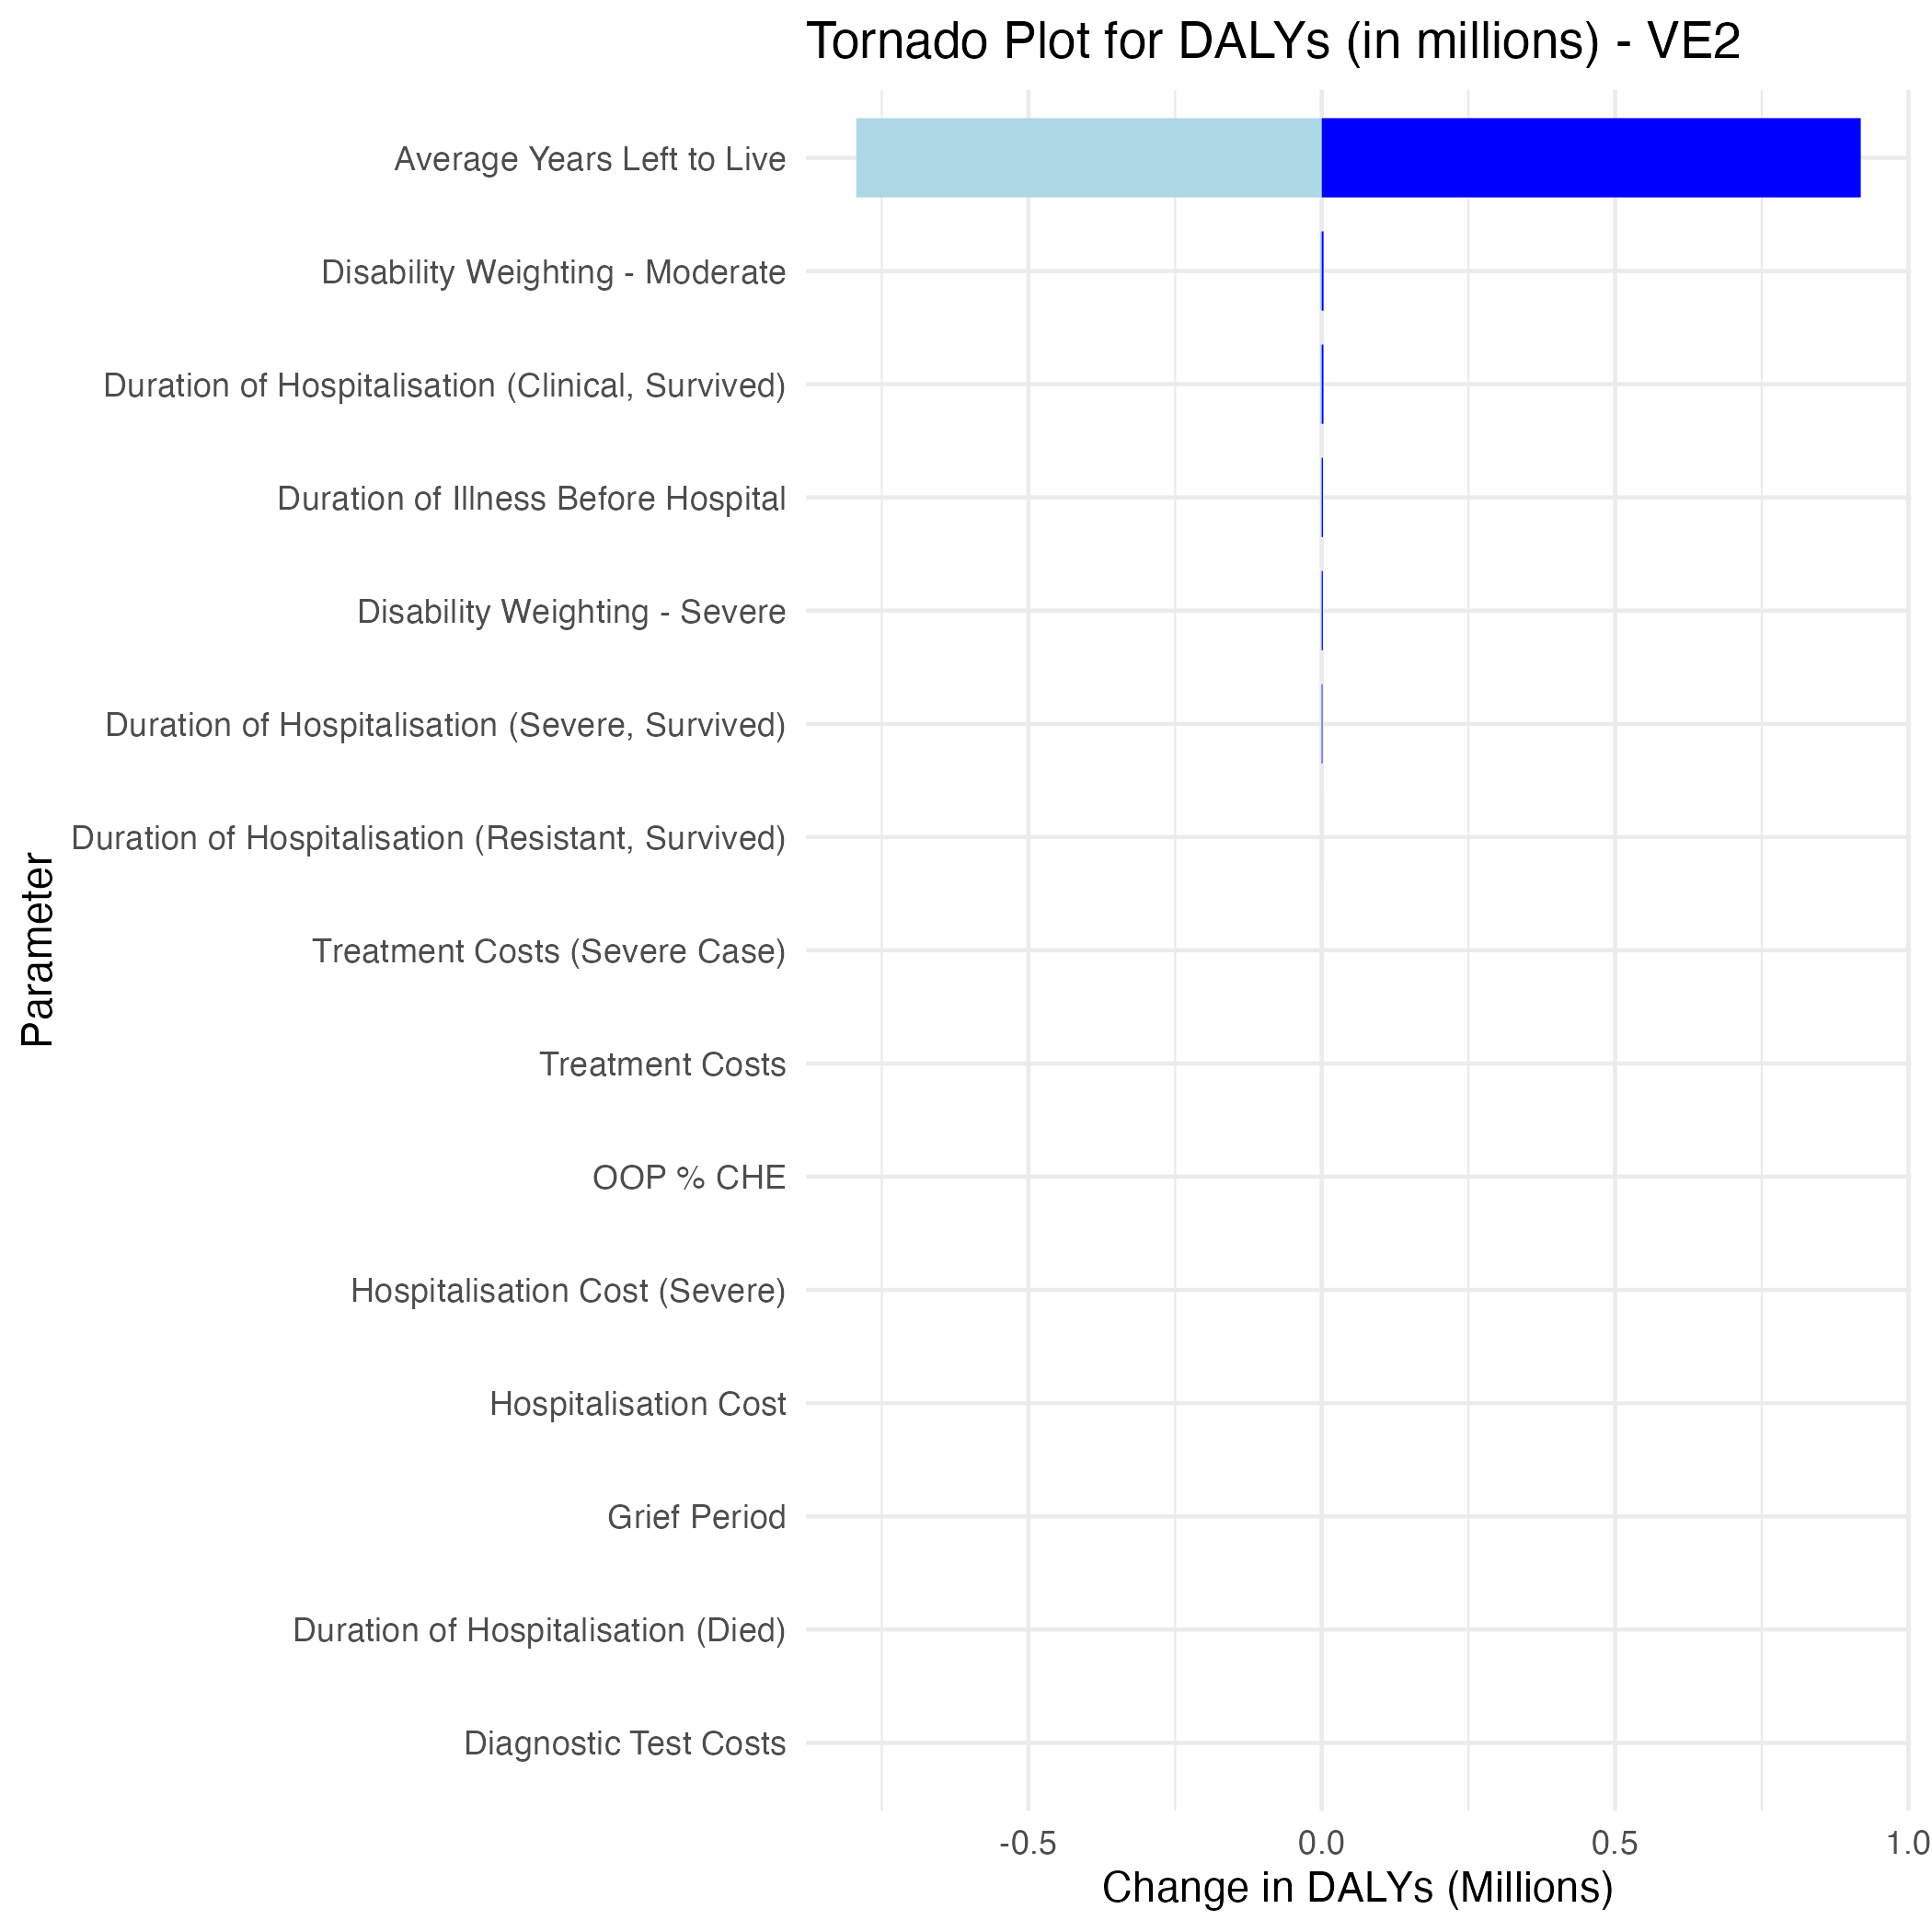 Tornado Plot for DALYs (in millions) - VE2
Average Years Left to Live
Disability Weighting - Moderate
Duration of Hospitalisation (Clinical, Survived)
Duration of Illness Before Hospital
Disability Weighting - Severe
Duration of Hospitalisation (Severe, Survived)
Duration of Hospitalisation (Resistant, Survived)
Treatment Costs (Severe Case)
Treatment Costs
OOP % CHE
Hospitalisation Cost (Severe)
Hospitalisation Cost
Grief Period
Duration of Hospitalisation (Died)
Diagnostic Test Costs
Parameter
-0.5 0.0 0.5 1.0
Change in DALYs (Millions)